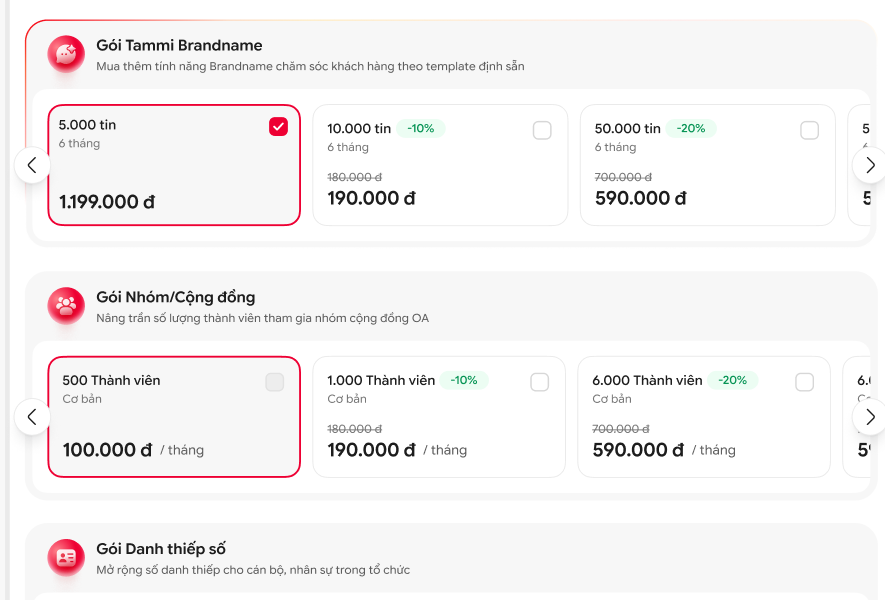 Gói Tammi Brandname
Mua thêm tính năng Brandname chăm sóc khách hàng theo template định sẵn
5.000 tin
6 tháng
1.199.000 đ
10.000 tin -10%
6 tháng
180.000 đ
190.000 đ
50.000 tin -20%
6 tháng
700.000 đ
590.000 đ
Gói Nhóm/Cộng đồng
Nâng trần số lượng thành viên tham gia nhóm cộng đồng OA
500 Thành viên
Cơ bản
100.000 đ / tháng
1.000 Thành viên -10%
Cơ bản
180.000 đ
190.000 đ / tháng
6.000 Thành viên -20%
Cơ bản
700.000 đ
590.000 đ / tháng
Gói Danh thiếp số
Mở rộng số danh thiếp cho cán bộ, nhân sự trong tổ chức